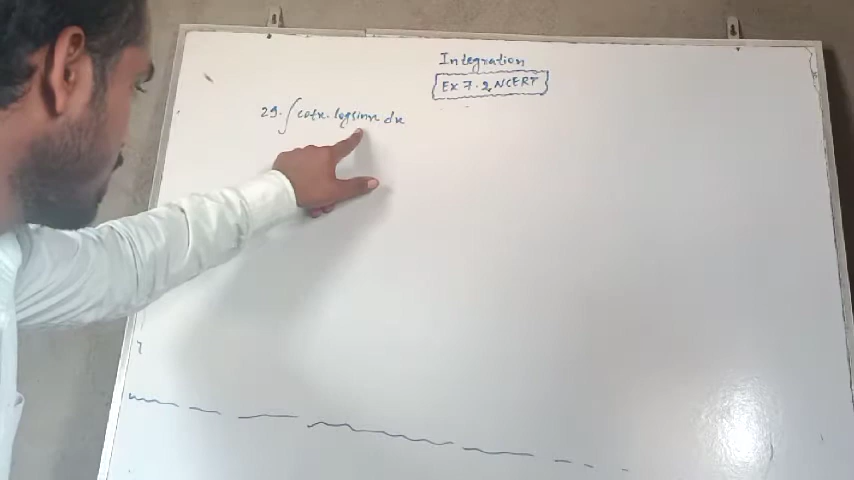 Integration
Ex 7.2 NCERT
29. ∫ cotx. logsinx dx